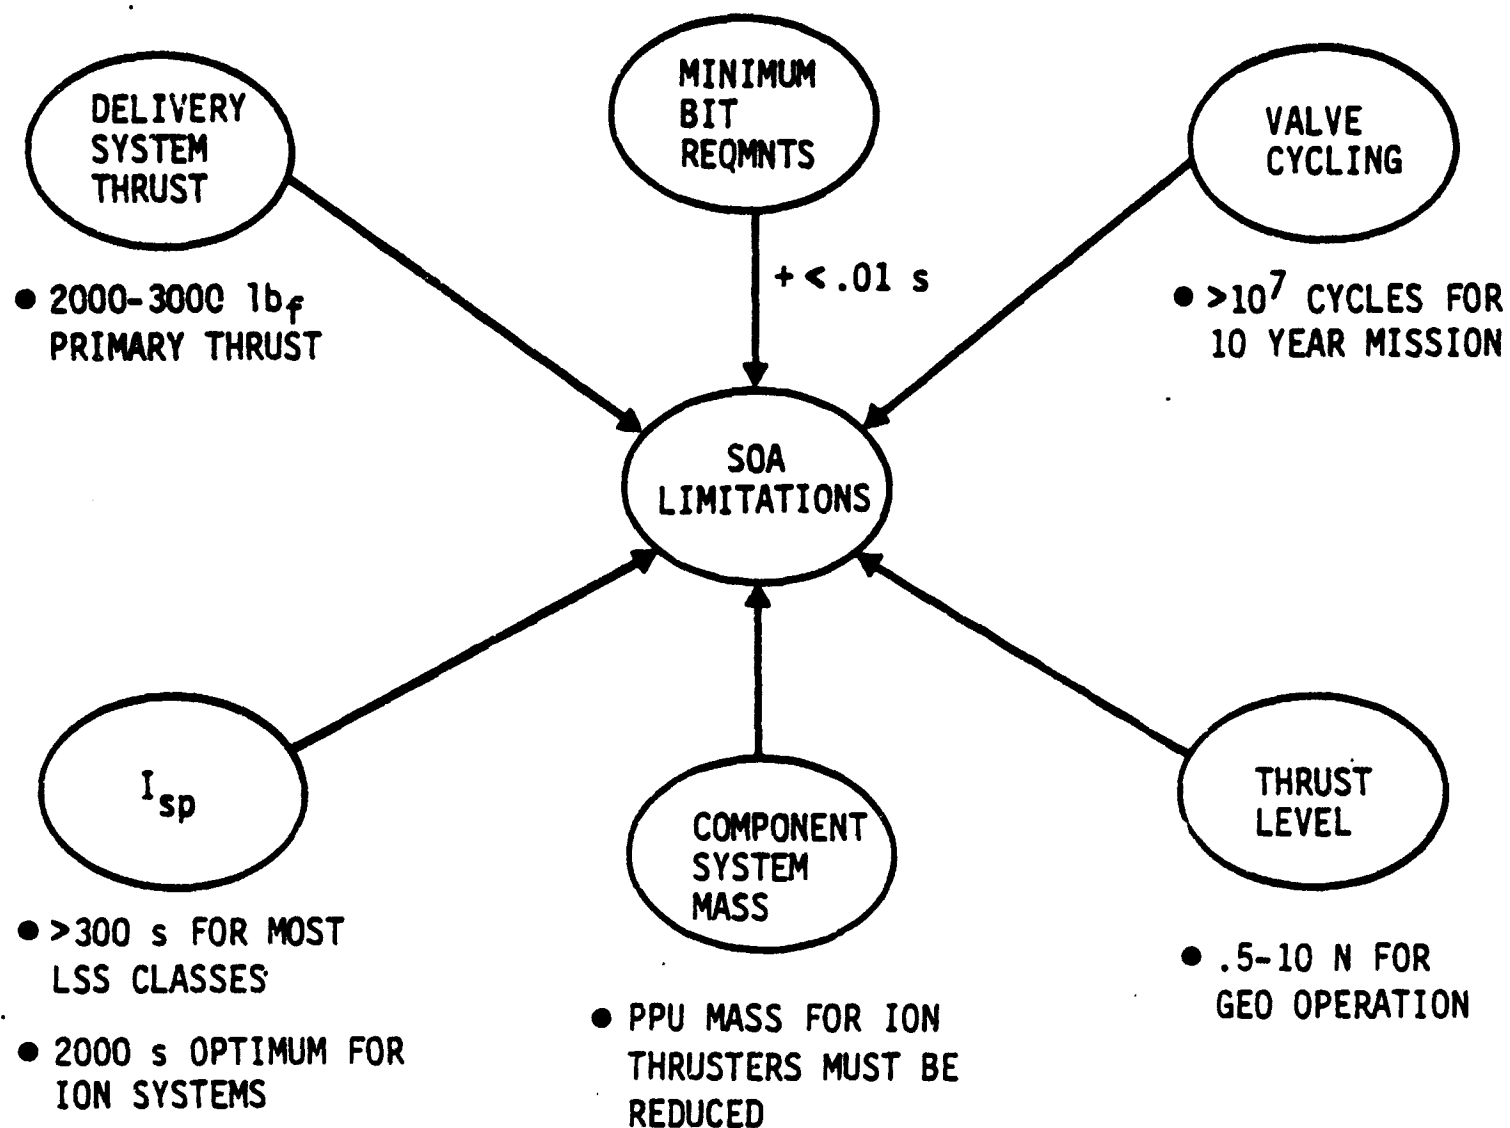 DELIVERY
SYSTEM
THRUST
● 2000-3000 lbf
PRIMARY THRUST
MINIMUM
BIT
REQMNTS
+ < .01 s
VALVE
CYCLING
● >10⁷ CYCLES FOR
10 YEAR MISSION
SOA
LIMITATIONS
Isp
● >300 s FOR MOST
LSS CLASSES
● 2000 s OPTIMUM FOR
ION SYSTEMS
COMPONENT
SYSTEM
MASS
● PPU MASS FOR ION
THRUSTERS MUST BE
REDUCED
THRUST
LEVEL
● .5-10 N FOR
GEO OPERATION